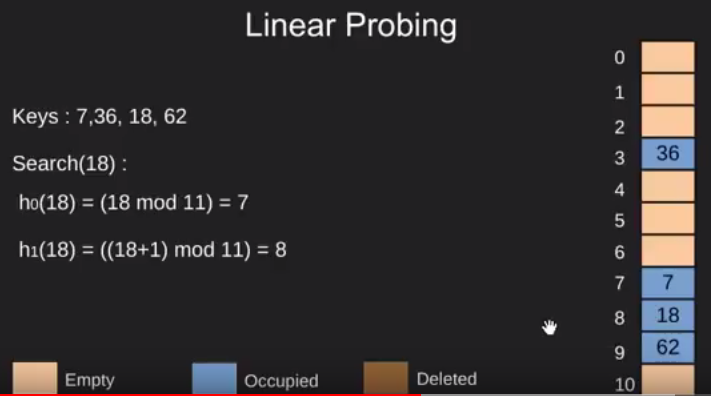 Linear Probing
Keys : 7,36, 18, 62
Search(18) :
h0(18) = (18 mod 11) = 7
h1(18) = ((18+1) mod 11) = 8
0
1
2
3 36
4
5
6
7 7
8 18
9 62
10
Empty Occupied Deleted